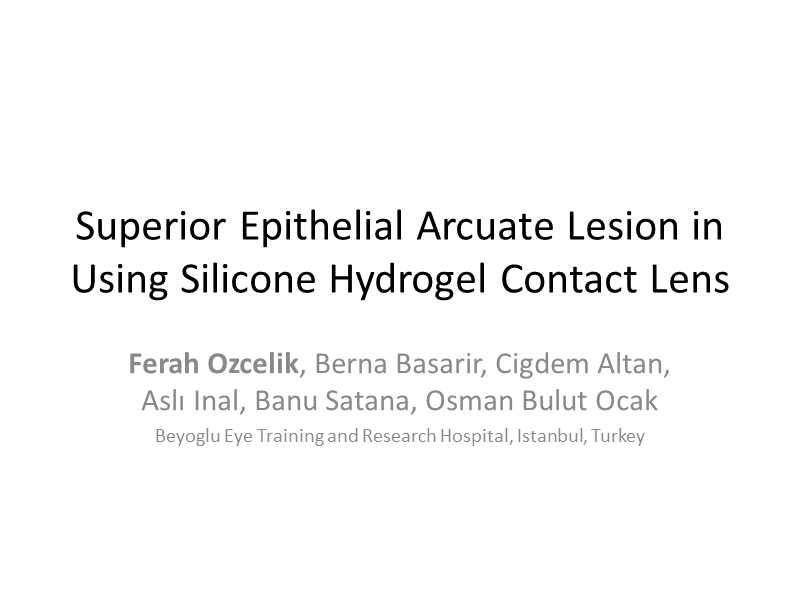 Superior Epithelial Arcuate Lesion in
Using Silicone Hydrogel Contact Lens
Ferah Ozcelik, Berna Basarir, Cigdem Altan,
Aslı Inal, Banu Satana, Osman Bulut Ocak
Beyoglu Eye Training and Research Hospital, Istanbul, Turkey